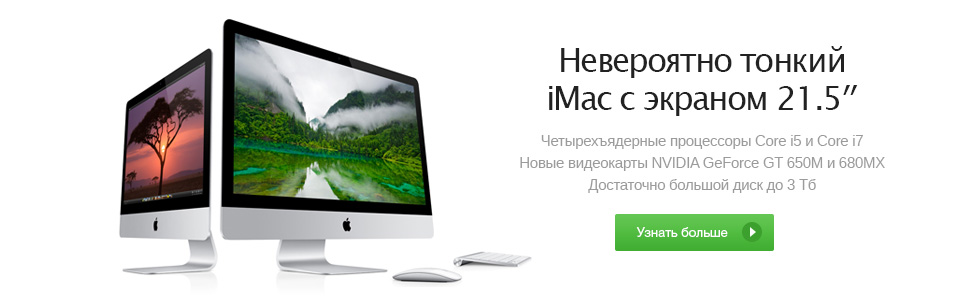 Невероятно тонкий
iMac с экраном 21.5″
Четырехъядерные процессоры Core i5 и Core i7
Новые видеокарты NVIDIA GeForce GT 650M и 680MX
Достаточно большой диск до 3 Тб
Узнать больше